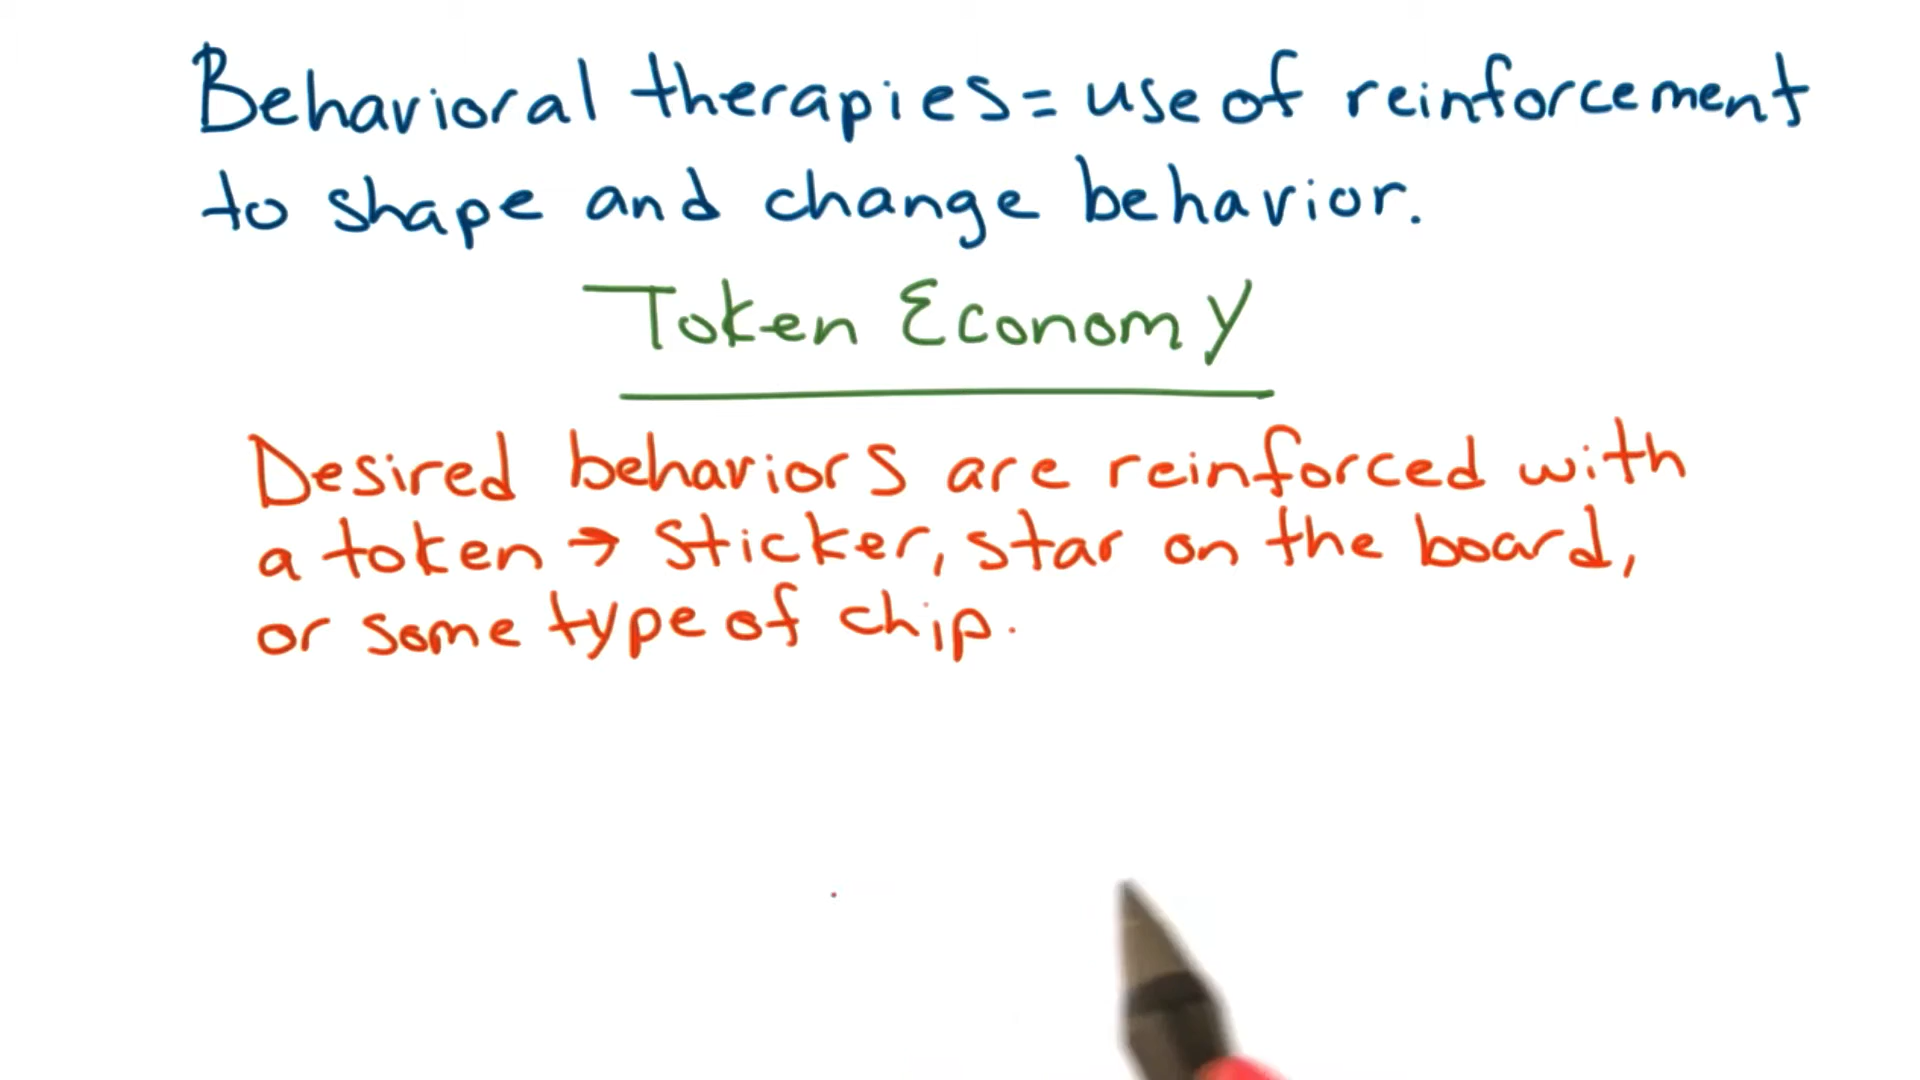 Behavioral therapies = use of reinforcement
to shape and change behavior.
Token Economy
Desired behaviors are reinforced with
a token → sticker, star on the board,
or some type of chip.